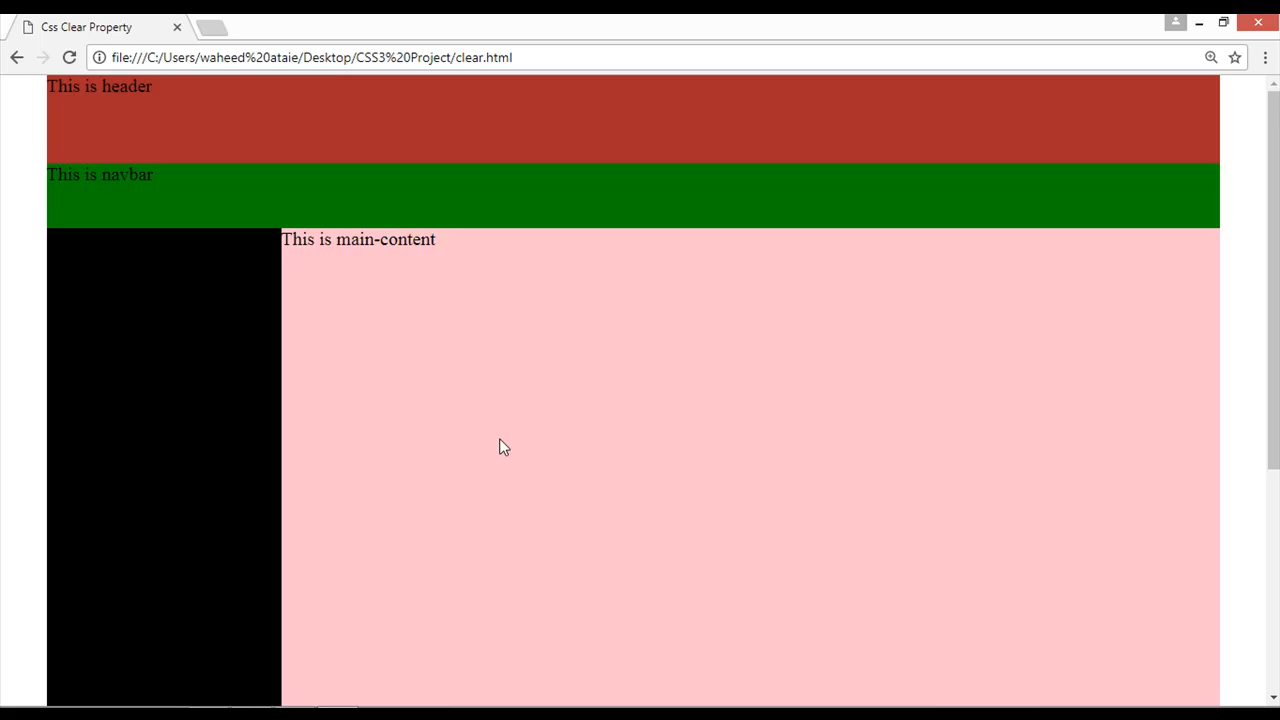 Css Clear Property
file:///C:/Users/waheed%20ataie/Desktop/CSS3%20Project/clear.html
This is header
This is navbar
This is main-content